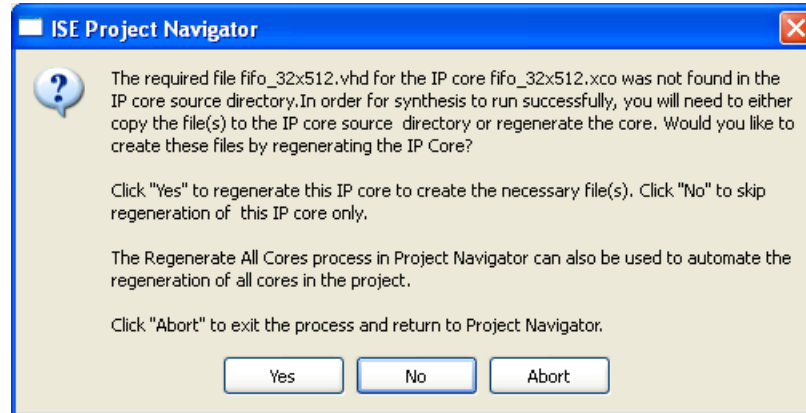 ISE Project Navigator
The required file fifo_32x512.vhd for the IP core fifo_32x512.xco was not found in the
IP core source directory.In order for synthesis to run successfully, you will need to either
copy the file(s) to the IP core source  directory or regenerate the core. Would you like to
create these files by regenerating the IP Core?
Click "Yes" to regenerate this IP core to create the necessary file(s). Click "No" to skip
regeneration of  this IP core only.
The Regenerate All Cores process in Project Navigator can also be used to automate the
regeneration of all cores in the project.
Click "Abort" to exit the process and return to Project Navigator.
Yes No Abort